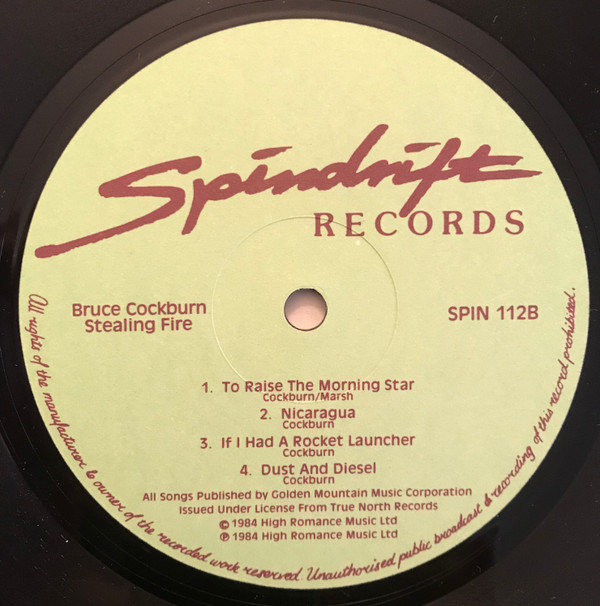 Spindrift
RECORDS
Bruce Cockburn
Stealing Fire
SPIN 112B
1. To Raise The Morning Star
Cockburn/Marsh
2. Nicaragua
Cockburn
3. If I Had A Rocket Launcher
Cockburn
4. Dust And Diesel
Cockburn
All Songs Published by Golden Mountain Music Corporation
Issued Under License From True North Records
© 1984 High Romance Music Ltd
℗ 1984 High Romance Music Ltd
All rights of the manufacturer & owner of the recorded work reserved. Unauthorised public broadcast & recording of this record prohibited.